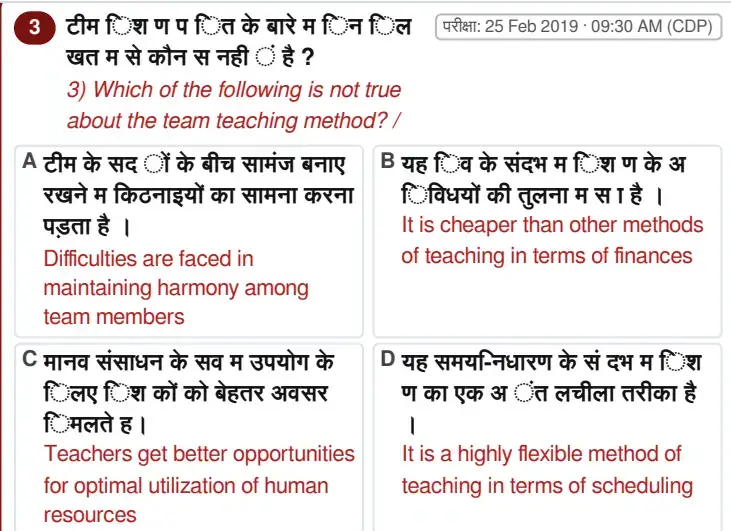 3 टीम िश ण प ित के बारे म िन िल
परीक्षा: 25 Feb 2019 · 09:30 AM (CDP)
खत म से कौन स नही ं है ?
3) Which of the following is not true
about the team teaching method? /
A टीम के सद ों के बीच सामंज बनाए
रखने म किठनाइयों का सामना करना
पड़ता है ।
Difficulties are faced in
maintaining harmony among
team members
B यह िव के संदभ म िश ण के अ
िविधयों की तुलना म स ा है ।
It is cheaper than other methods
of teaching in terms of finances
C मानव संसाधन के सव म उपयोग के
िलए िश कों को बेहतर अवसर
िमलते ह।
Teachers get better opportunities
for optimal utilization of human
resources
D यह समयिन-धारण के सं दभ म िश
ण का एक अ ंत लचीला तरीका है
।
It is a highly flexible method of
teaching in terms of scheduling